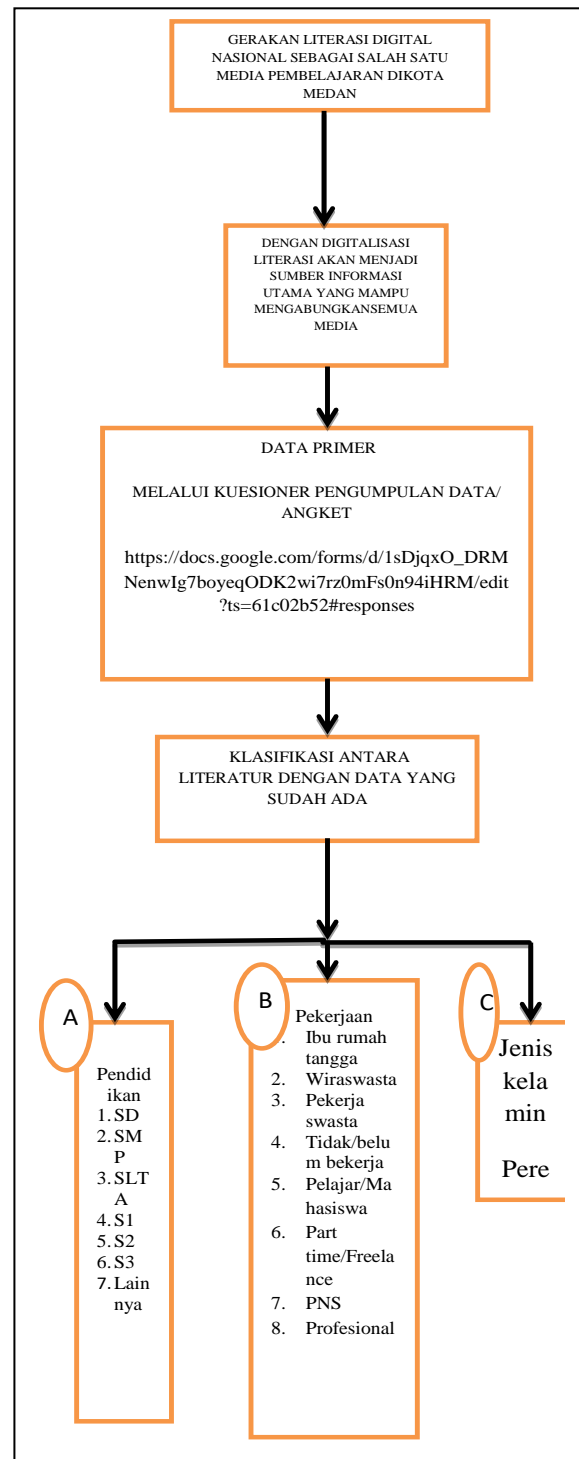 GERAKAN LITERASI DIGITAL
NASIONAL SEBAGAI SALAH SATU
MEDIA PEMBELAJARAN DIKOTA
MEDAN
DENGAN DIGITALISASI
LITERASI AKAN MENJADI
SUMBER INFORMASI
UTAMA YANG MAMPU
MENGABUNGKANSEMUA
MEDIA
DATA PRIMER
MELALUI KUESIONER PENGUMPULAN DATA/
ANGKET
https://docs.google.com/forms/d/1sDjqxO_DRM
NenwIg7boyeqODK2wi7rz0mFs0n94iHRM/edit
?ts=61c02b52#responses
KLASIFIKASI ANTARA
LITERATUR DENGAN DATA YANG
SUDAH ADA
A
Pendid
ikan
1. SD
2. SM
P
3. SLT
A
4. S1
5. S2
6. S3
7. Lain
nya
B
Pekerjaan
. Ibu rumah
tangga
2. Wiraswasta
3. Pekerja
swasta
4. Tidak/belu
m bekerja
5. Pelajar/Ma
hasiswa
6. Part
time/Freela
nce
7. PNS
8. Profesional
C
Jenis
kela
min
Pere